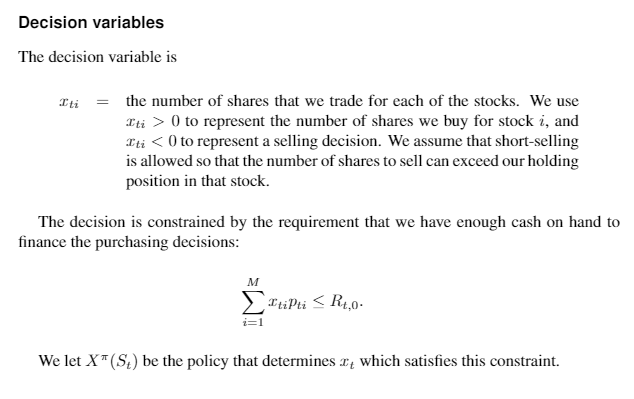 Decision variables
The decision variable is
x_{ti} = the number of shares that we trade for each of the stocks. We use
x_{ti} > 0 to represent the number of shares we buy for stock i, and
x_{ti} < 0 to represent a selling decision. We assume that short-selling
is allowed so that the number of shares to sell can exceed our holding
position in that stock.
The decision is constrained by the requirement that we have enough cash on hand to
finance the purchasing decisions:
\sum_{i=1}^{M} x_{ti} p_{ti} ≤ R_{t,0}.
We let X^π(S_t) be the policy that determines x_t which satisfies this constraint.